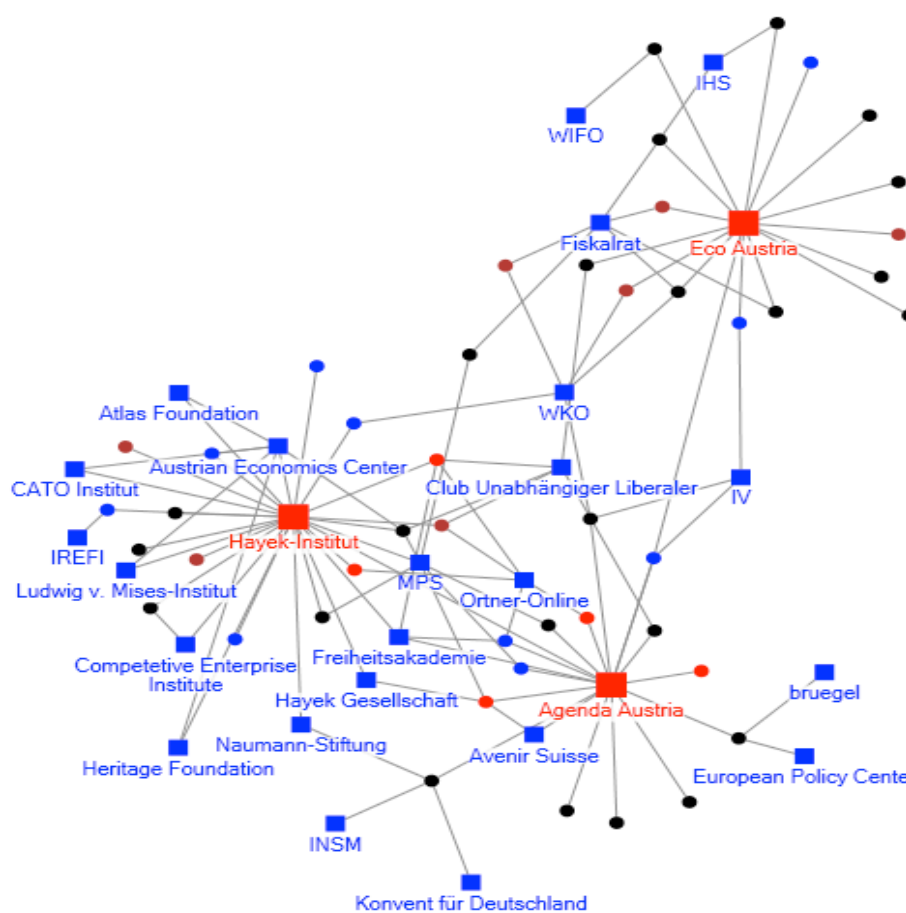 IHS
WIFO
Fiskalrat
Eco Austria
Atlas Foundation
WKO
Austrian Economics Center
CATO Institut
Club Unabhängiger Liberaler
IV
Hayek-Institut
IREFI
MPS
Ludwig v. Mises-Institut
Ortner-Online
Freiheitsakademie
Competetive Enterprise
Institute
Hayek Gesellschaft
bruegel
Agenda Austria
Naumann-Stiftung
Avenir Suisse
Heritage Foundation
European Policy Cente
INSM
Konvent für Deutschland